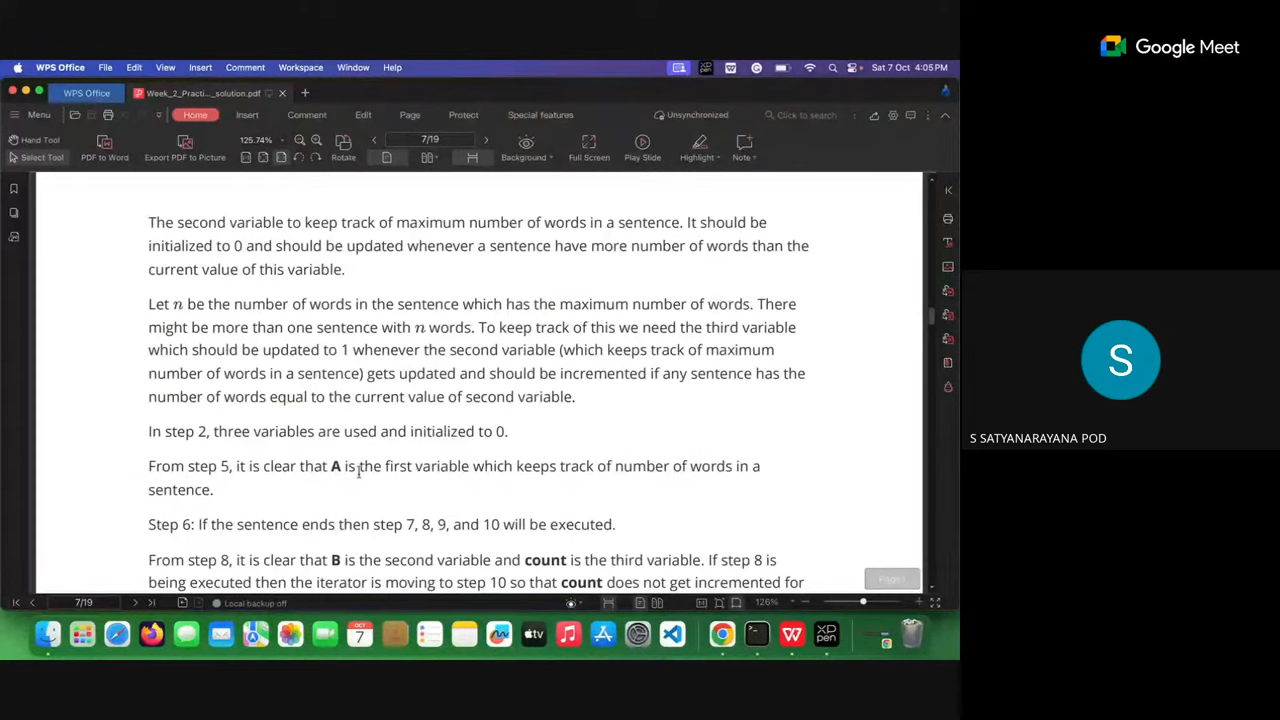 Google Meet
WPS Office File Edit View Insert Comment Workspace Window Help Sat 7 Oct 4:05 PM
WPS Office Week_2_Practi..._solution.pdf
Menu Home Insert Comment Edit Page Protect Special features Unsynchronized Click to search
Hand Tool 125.74% 7/19
Select Tool PDF to Word Export PDF to Picture Rotate Background Full Screen Play Slide Highlight Note
The second variable to keep track of maximum number of words in a sentence. It should be
initialized to 0 and should be updated whenever a sentence have more number of words than the
current value of this variable.
Let n be the number of words in the sentence which has the maximum number of words. There
might be more than one sentence with n words. To keep track of this we need the third variable
which should be updated to 1 whenever the second variable (which keeps track of maximum
number of words in a sentence) gets updated and should be incremented if any sentence has the
number of words equal to the current value of second variable.
In step 2, three variables are used and initialized to 0.
From step 5, it is clear that A is the first variable which keeps track of number of words in a
sentence.
Step 6: If the sentence ends then step 7, 8, 9, and 10 will be executed.
From step 8, it is clear that B is the second variable and count is the third variable. If step 8 is
being executed then the iterator is moving to step 10 so that count does not get incremented for
7/19 Local backup off 126%
OCT
7
tv
S
S SATYANARAYANA POD